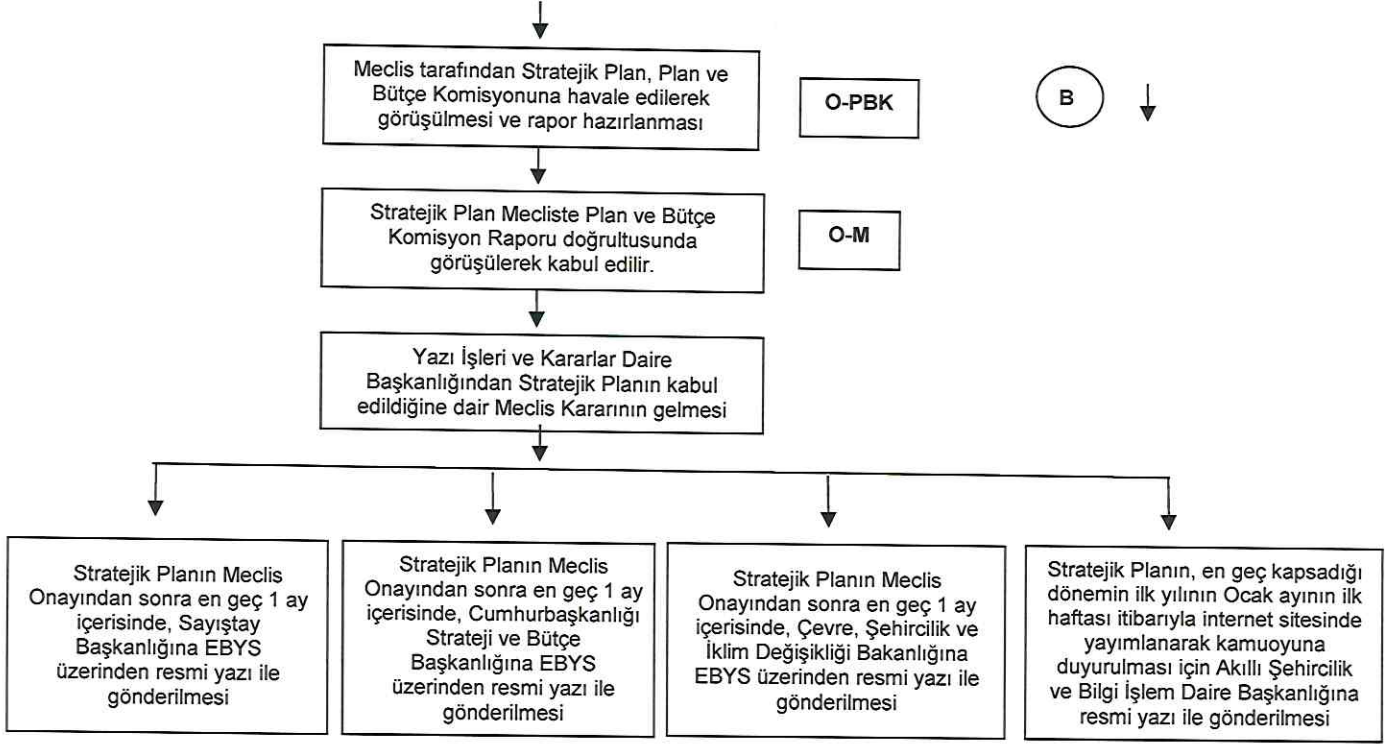 Meclis tarafından Stratejik Plan, Plan ve
Bütçe Komisyonuna havale edilerek
görüşülmesi ve rapor hazırlanması
O-PBK
B
Stratejik Plan Mecliste Plan ve Bütçe
Komisyon Raporu doğrultusunda
görüşülerek kabul edilir.
O-M
Yazı İşleri ve Kararlar Daire
Başkanlığından Stratejik Planın kabul
edildiğine dair Meclis Kararının gelmesi
Stratejik Planın Meclis
Onayından sonra en geç 1 ay
içerisinde, Sayıştay
Başkanlığına EBYS
üzerinden resmi yazı ile
gönderilmesi
Stratejik Planın Meclis
Onayından sonra en geç 1 ay
içerisinde, Cumhurbaşkanlığı
Strateji ve Bütçe
Başkanlığına EBYS
üzerinden resmi yazı ile
gönderilmesi
Stratejik Planın Meclis
Onayından sonra en geç 1 ay
içerisinde, Çevre, Şehircilik ve
İklim Değişikliği Bakanlığına
EBYS üzerinden resmi yazı ile
gönderilmesi
Stratejik Planın, en geç kapsadığı
dönemin ilk yılının Ocak ayının ilk
haftası itibarıyla internet sitesinde
yayımlanarak kamuoyuna
duyurulması için Akıllı Şehircilik
ve Bilgi İşlem Daire Başkanlığına
resmi yazı ile gönderilmesi